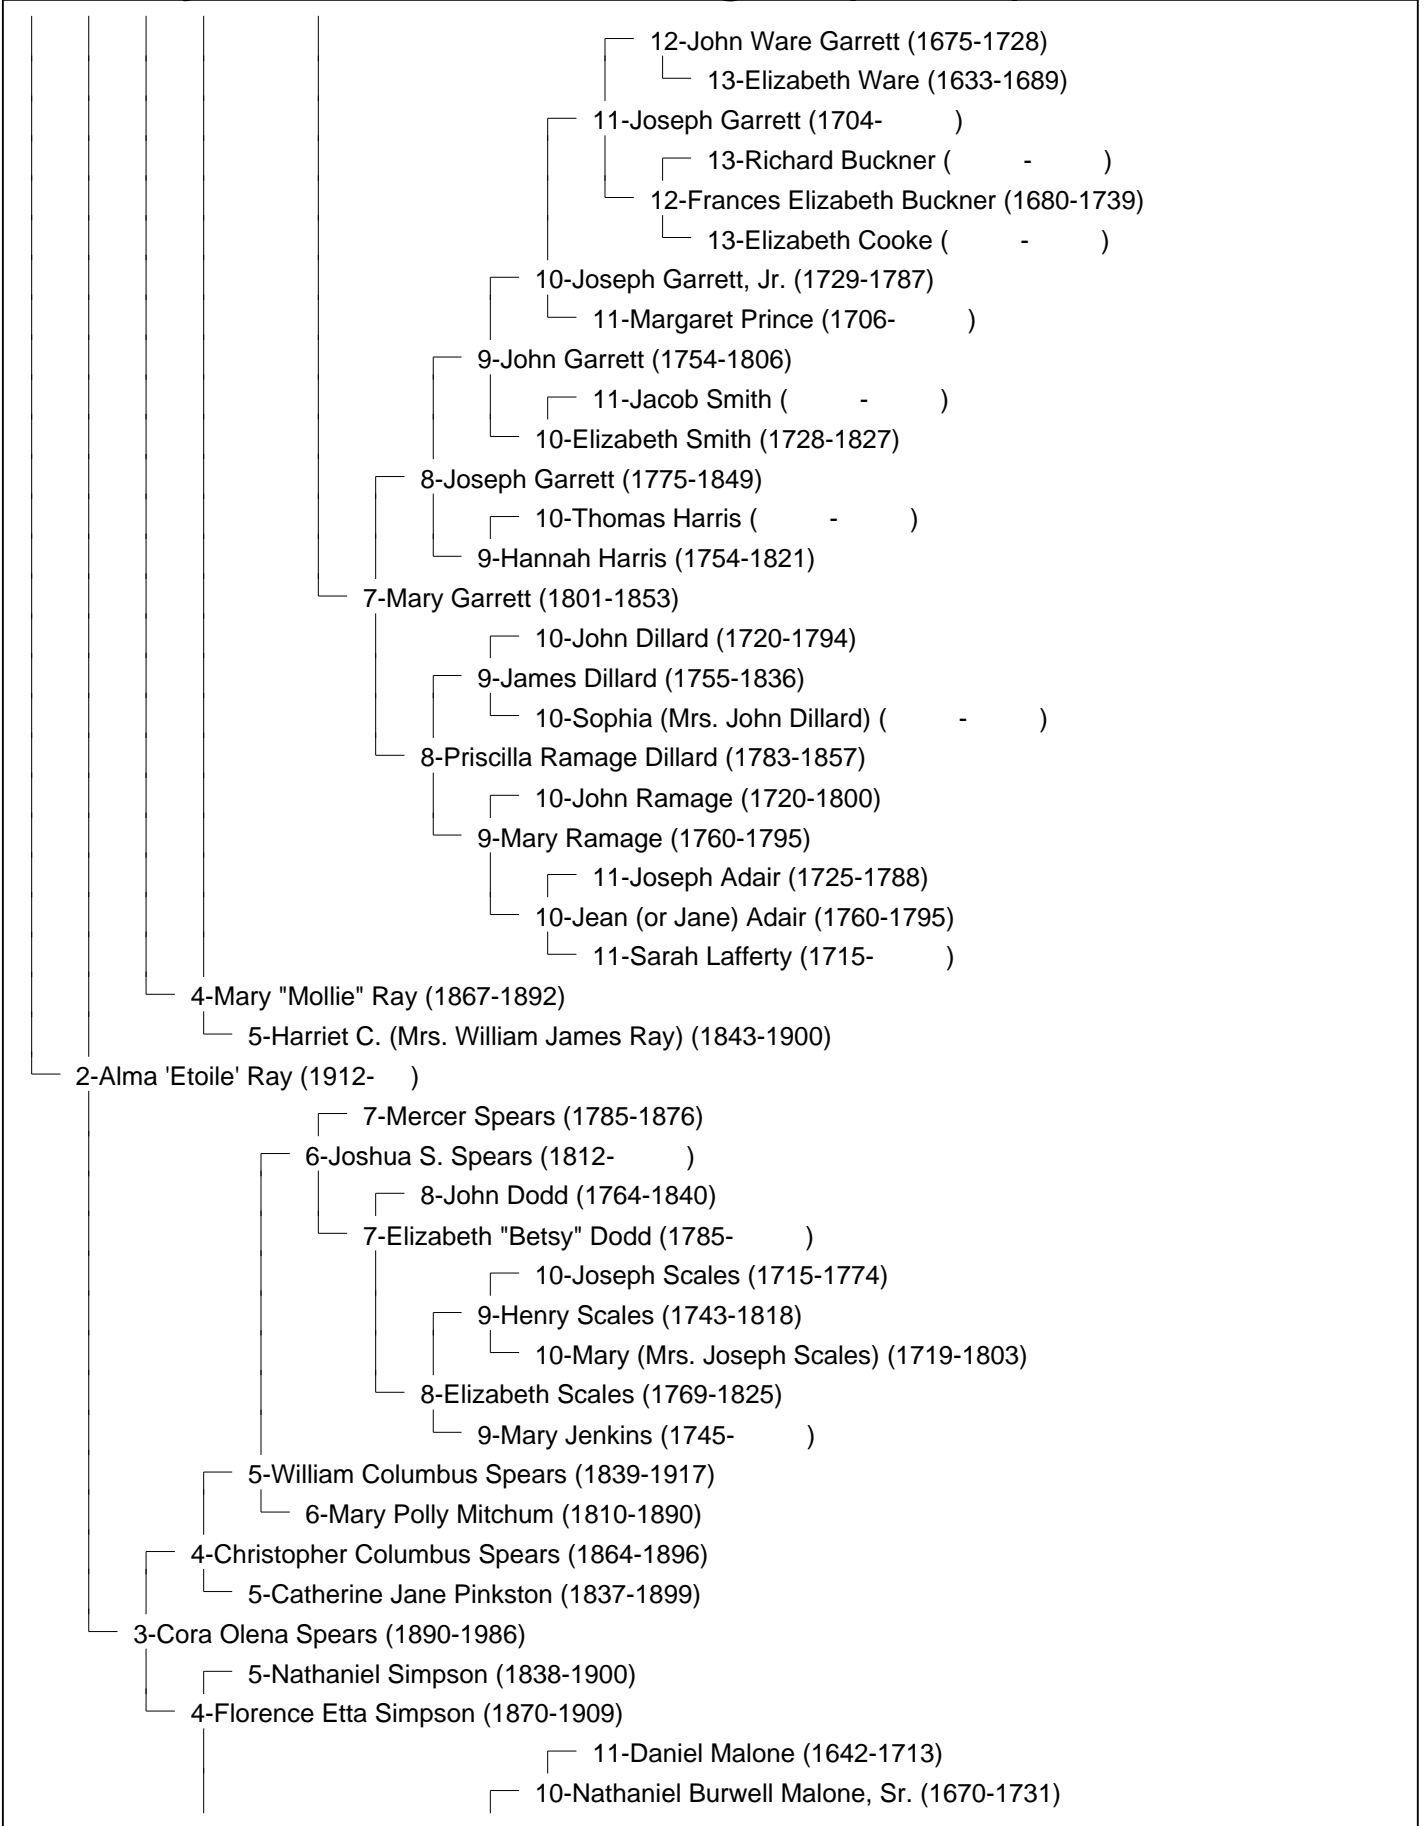 12-John Ware Garrett (1675-1728)
13-Elizabeth Ware (1633-1689)
11-Joseph Garrett (1704- )
13-Richard Buckner ( - )
12-Frances Elizabeth Buckner (1680-1739)
13-Elizabeth Cooke ( - )
10-Joseph Garrett, Jr. (1729-1787)
11-Margaret Prince (1706- )
9-John Garrett (1754-1806)
11-Jacob Smith ( - )
10-Elizabeth Smith (1728-1827)
8-Joseph Garrett (1775-1849)
10-Thomas Harris ( - )
9-Hannah Harris (1754-1821)
7-Mary Garrett (1801-1853)
10-John Dillard (1720-1794)
9-James Dillard (1755-1836)
10-Sophia (Mrs. John Dillard) ( - )
8-Priscilla Ramage Dillard (1783-1857)
10-John Ramage (1720-1800)
9-Mary Ramage (1760-1795)
11-Joseph Adair (1725-1788)
10-Jean (or Jane) Adair (1760-1795)
11-Sarah Lafferty (1715- )
4-Mary "Mollie" Ray (1867-1892)
5-Harriet C. (Mrs. William James Ray) (1843-1900)
2-Alma 'Etoile' Ray (1912- )
7-Mercer Spears (1785-1876)
6-Joshua S. Spears (1812- )
8-John Dodd (1764-1840)
7-Elizabeth "Betsy" Dodd (1785- )
10-Joseph Scales (1715-1774)
9-Henry Scales (1743-1818)
10-Mary (Mrs. Joseph Scales) (1719-1803)
8-Elizabeth Scales (1769-1825)
9-Mary Jenkins (1745- )
5-William Columbus Spears (1839-1917)
6-Mary Polly Mitchum (1810-1890)
4-Christopher Columbus Spears (1864-1896)
5-Catherine Jane Pinkston (1837-1899)
3-Cora Olena Spears (1890-1986)
5-Nathaniel Simpson (1838-1900)
4-Florence Etta Simpson (1870-1909)
11-Daniel Malone (1642-1713)
10-Nathaniel Burwell Malone, Sr. (1670-1731)